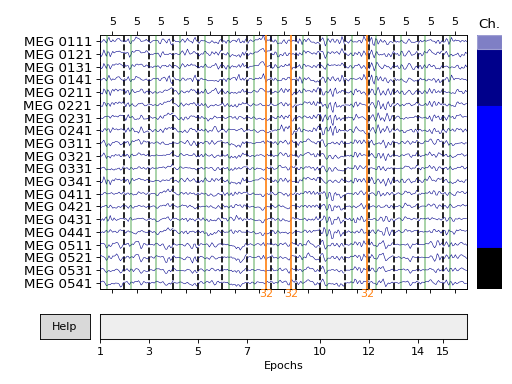 5 5 5 5 5 5 5 5 5 5 5 5 5 5 5
Ch.
MEG 0111
MEG 0121
MEG 0131
MEG 0141
MEG 0211
MEG 0221
MEG 0231
MEG 0241
MEG 0311
MEG 0321
MEG 0331
MEG 0341
MEG 0411
MEG 0421
MEG 0431
MEG 0441
MEG 0511
MEG 0521
MEG 0531
MEG 0541
32 32 32
Help
1 3 5 7 10 12 14 15
Epochs